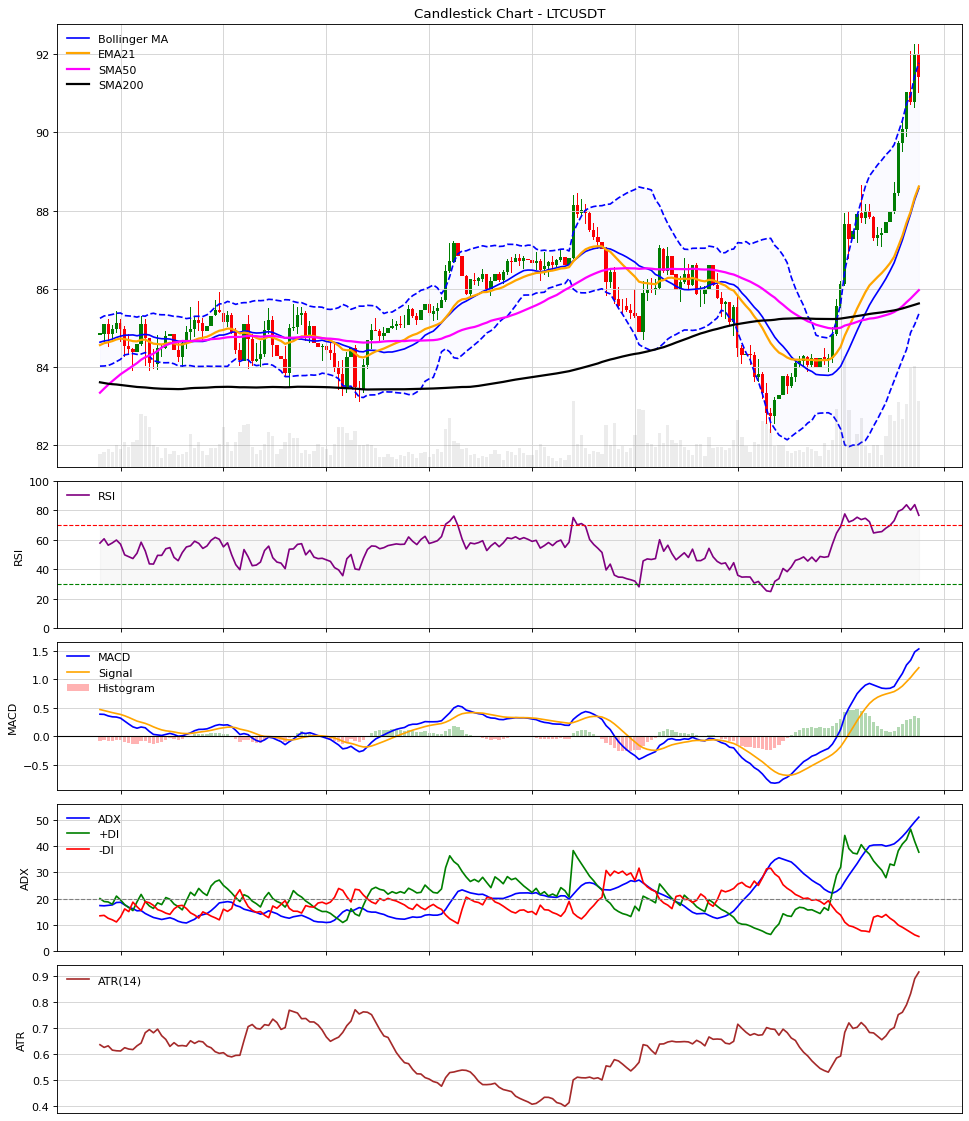 Candlestick Chart - LTCUSDT
Bollinger MA
EMA21
SMA50
SMA200
92
90
88
86
84
82
RSI
100
80
60
40
20
0
RSI
MACD
Signal
Histogram
1.5
1.0
0.5
0.0
−0.5
MACD
ADX
+DI
-DI
50
40
30
20
10
0
ADX
ATR(14)
0.9
0.8
0.7
0.6
0.5
0.4
ATR